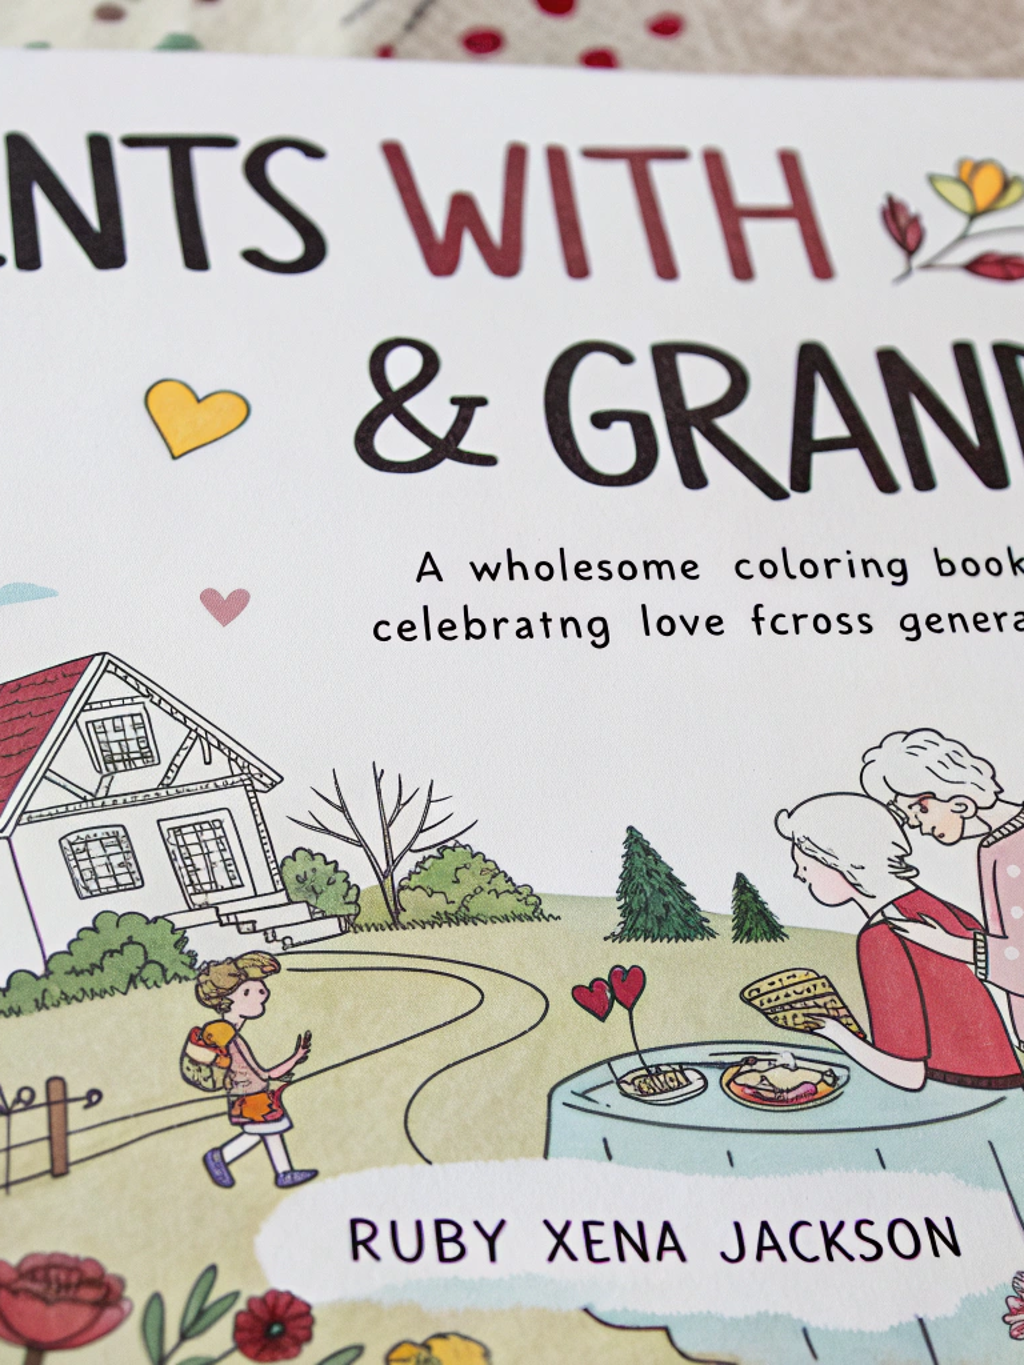 NTS WITH
& GRAN
A wholesome coloring book
celebratng love fcross genera
RUBY XENA JACKSON